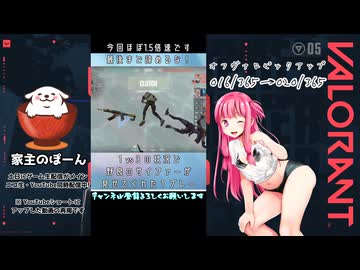 今回ほぼ1.5倍速です
最後まで諦めるな!
CLUTCH
1vs3の状況で
野良のサイファーが
見せてくれた1プレー
チャンネル登録よろしくお願いします
家主のぽーん
土日にゲーム生配信がメイン
ニコ生・YouTube同時配信中!
※YouTubeショートに
アップした動画の再掲です
オフヴァロピックアップ
016/365→020/365
05
VALORANT